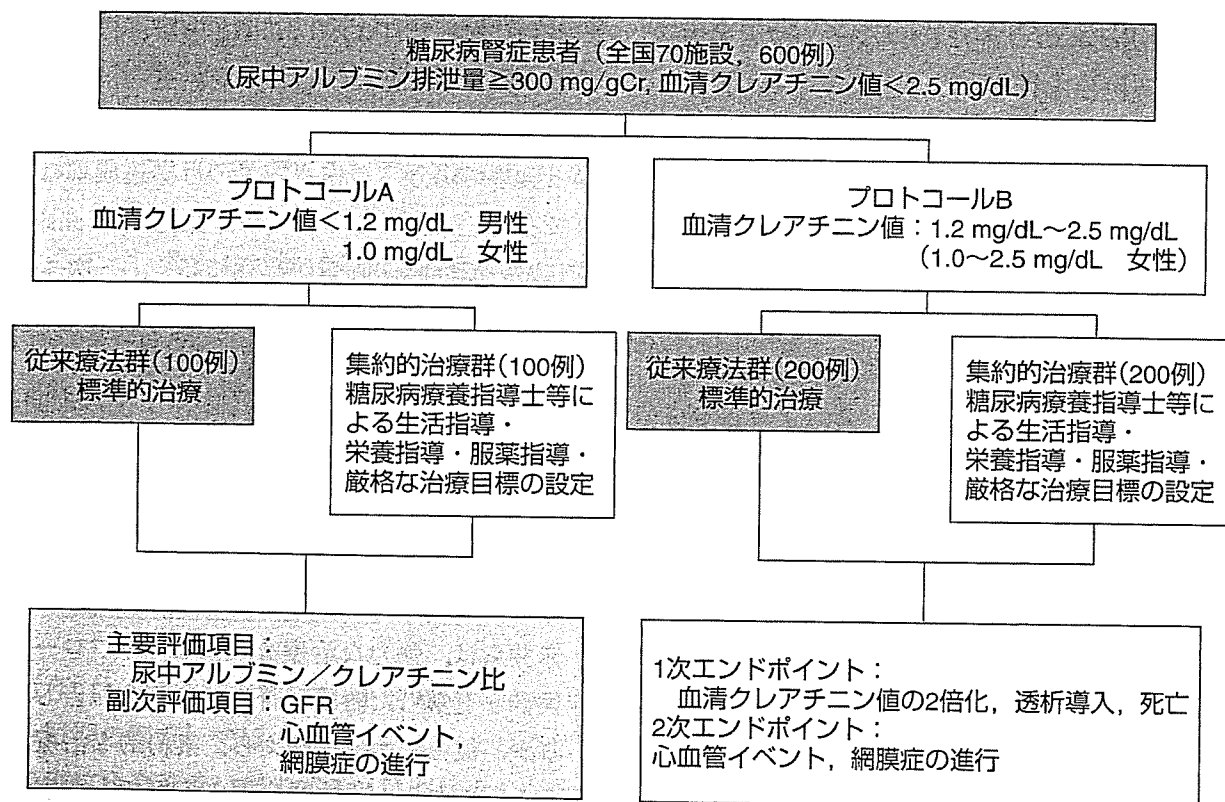 糖尿病腎症患者（全国70施設，600例）
（尿中アルブミン排泄量≧300 mg/gCr, 血清クレアチニン値＜2.5 mg/dL）
プロトコールA
血清クレアチニン値＜1.2 mg/dL　男性
1.0 mg/dL　女性
プロトコールB
血清クレアチニン値：1.2 mg/dL〜2.5 mg/dL
（1.0〜2.5 mg/dL　女性）
従来療法群（100例）
標準的治療
集約的治療群（100例）
糖尿病療養指導士等に
よる生活指導・
栄養指導・服薬指導・
厳格な治療目標の設定
従来療法群（200例）
標準的治療
集約的治療群（200例）
糖尿病療養指導士等に
よる生活指導・
栄養指導・服薬指導・
厳格な治療目標の設定
主要評価項目：
尿中アルブミン／クレアチニン比
副次評価項目：GFR
心血管イベント，
網膜症の進行
1次エンドポイント：
血清クレアチニン値の2倍化，透析導入，死亡
2次エンドポイント：
心血管イベント，網膜症の進行